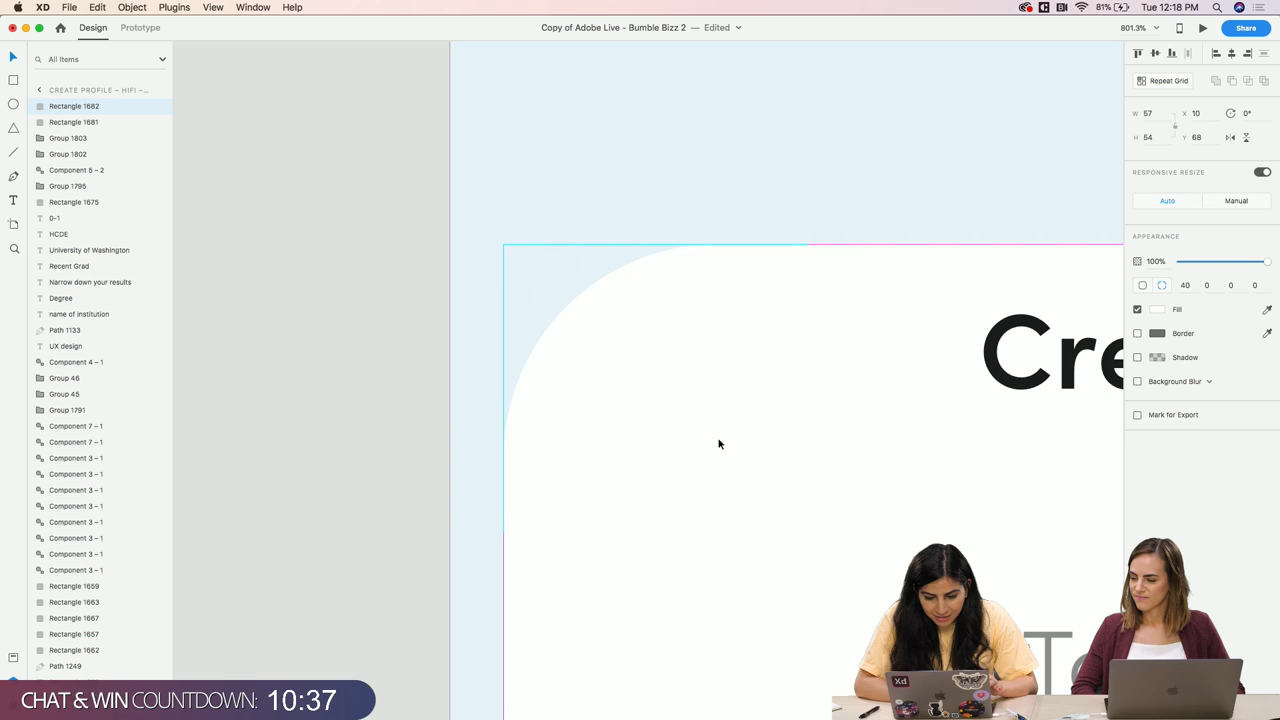 XD File Edit Object Plugins View Window Help
81% Tue 12:18 PM
Design Prototype
Copy of Adobe Live - Bumble Bizz 2 — Edited
801.3%
Share
All Items
CREATE PROFILE – HIFI –...
Rectangle 1682
Rectangle 1681
Group 1803
Group 1802
Component 5 – 2
Group 1795
Rectangle 1675
0-1
HCDE
University of Washington
Recent Grad
Narrow down your results
Degree
name of institution
Path 1133
UX design
Component 4 – 1
Group 46
Group 45
Group 1791
Component 7 – 1
Component 7 – 1
Component 3 – 1
Component 3 – 1
Component 3 – 1
Component 3 – 1
Component 3 – 1
Component 3 – 1
Component 3 – 1
Component 3 – 1
Rectangle 1659
Rectangle 1663
Rectangle 1667
Rectangle 1657
Rectangle 1662
Path 1249
Cre
Repeat Grid
W 57 X 10 0°
H 54 Y 68
RESPONSIVE RESIZE
Auto Manual
APPEARANCE
100%
40 0 0 0
Fill
Border
Shadow
Background Blur
Mark for Export
Xd
CHAT & WIN COUNTDOWN: 10:37